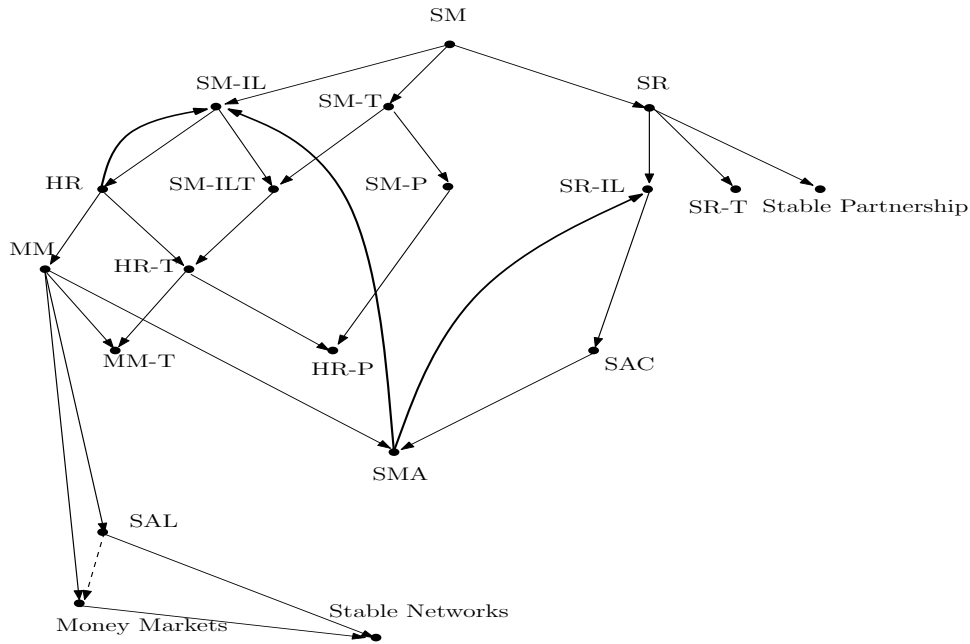 SM
SM-IL
SM-T
SR
HR
SM-ILT
SM-P
SR-IL
SR-T
Stable Partnership
MM
HR-T
MM-T
HR-P
SAC
SMA
SAL
Stable Networks
Money Markets